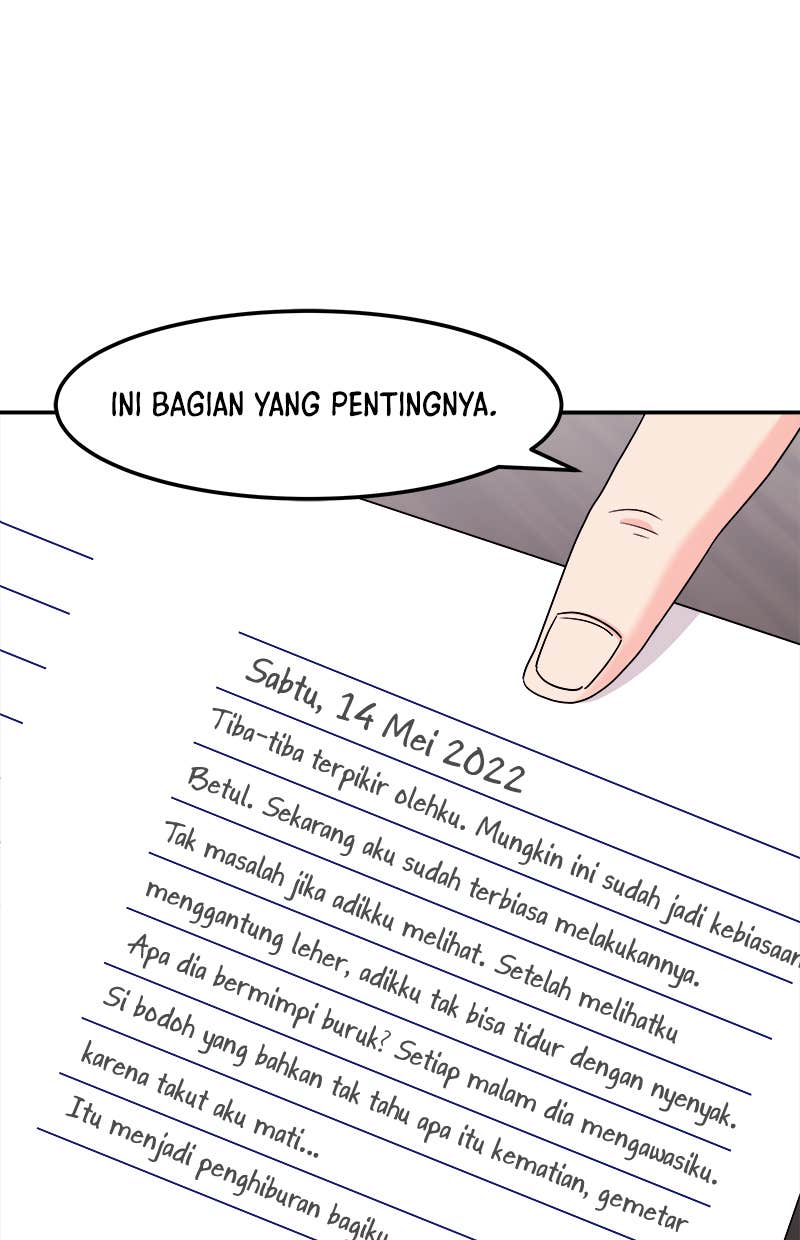 INI BAGIAN YANG PENTINGNYA.
Sabtu, 14 Mei 2022
Tiba-tiba terpikir olehku. Mungkin ini sudah jadi kebiasaan
Betul. Sekarang aku sudah terbiasa melakukannya.
Tak masalah jika adikku melihat. Setelah melihatku
menggantung leher, adikku tak bisa tidur dengan nyenyak.
Apa dia bermimpi buruk? Setiap malam dia mengawasiku.
Si bodoh yang bahkan tak tahu apa itu kematian, gemetar
karena takut aku mati...
Itu menjadi penghiburan bagiku